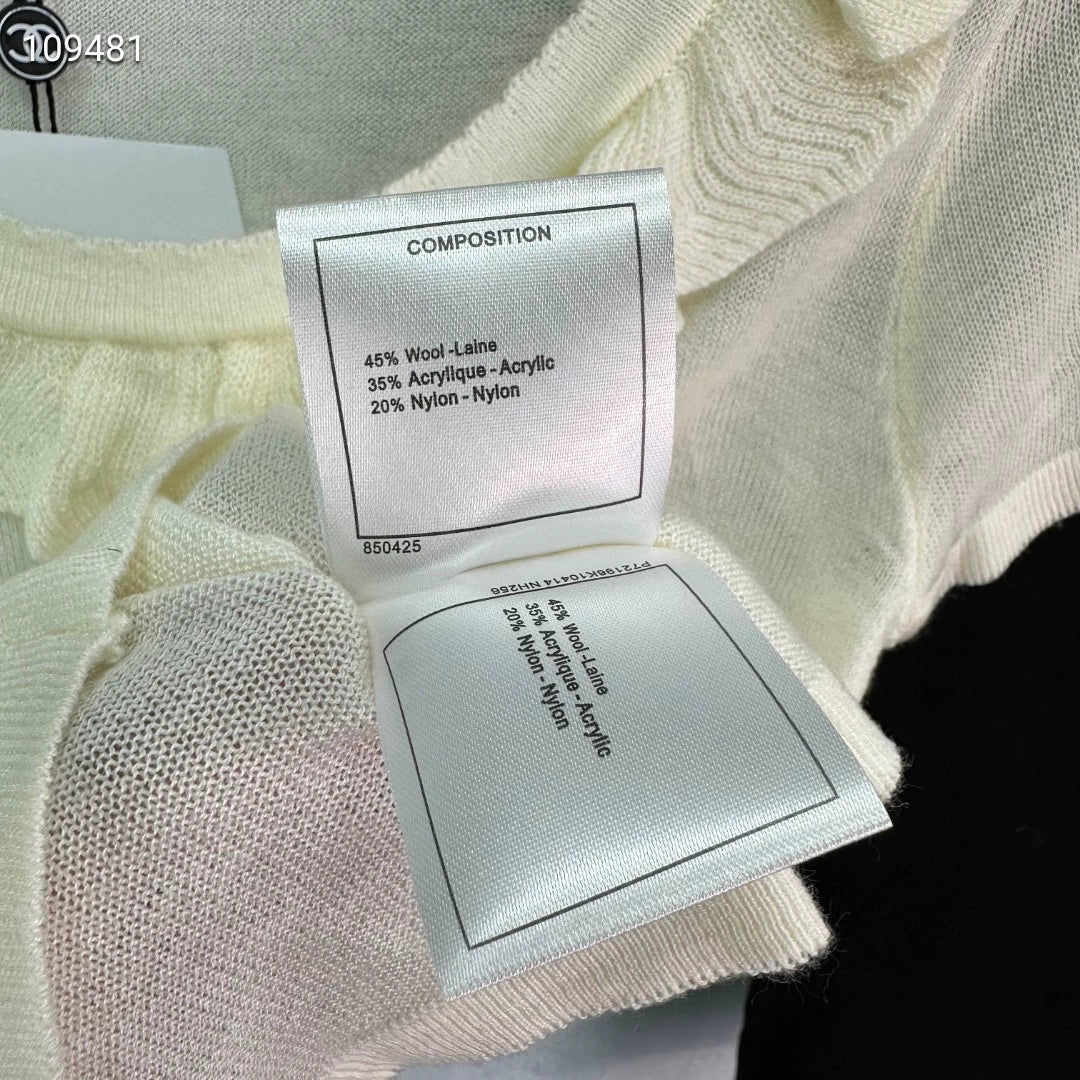 109481
COMPOSITION
45% Wool -Laine
35% Acrylique - Acrylic
20% Nylon - Nylon
850425
P72196K10414 NH256
45% Wool -Laine
35% Acrylique - Acrylic
20% Nylon - Nylon